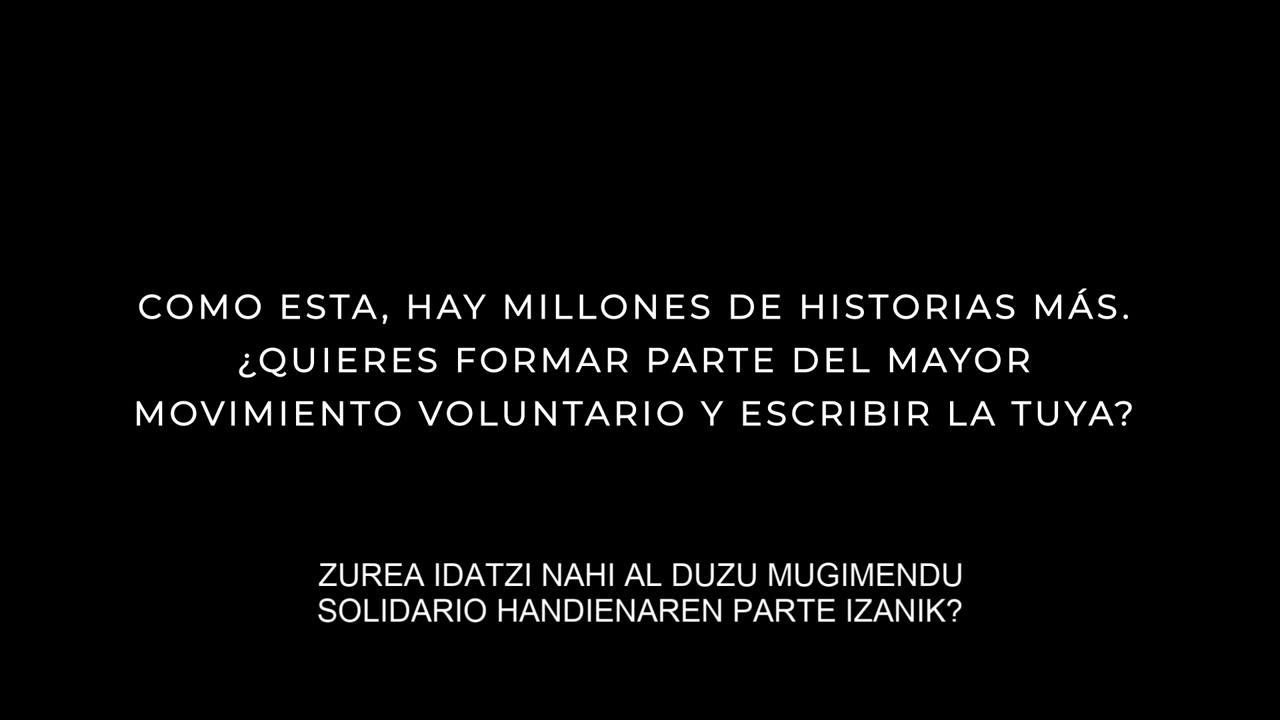 COMO ESTA, HAY MILLONES DE HISTORIAS MÁS.
¿QUIERES FORMAR PARTE DEL MAYOR
MOVIMIENTO VOLUNTARIO Y ESCRIBIR LA TUYA?
ZUREA IDATZI NAHI AL DUZU MUGIMENDU
SOLIDARIO HANDIENAREN PARTE IZANIK?